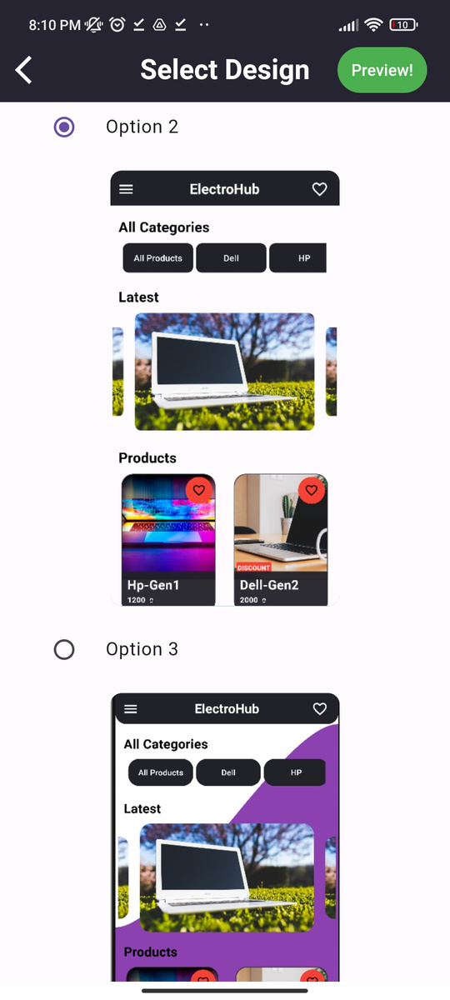 8:10 PM
10
Select Design
Preview!
Option 2
ElectroHub
All Categories
All Products Dell HP
Latest
Products
DISCOUNT
Hp-Gen1 Dell-Gen2
1200 2000
Option 3
ElectroHub
All Categories
All Products Dell HP
Latest
Products